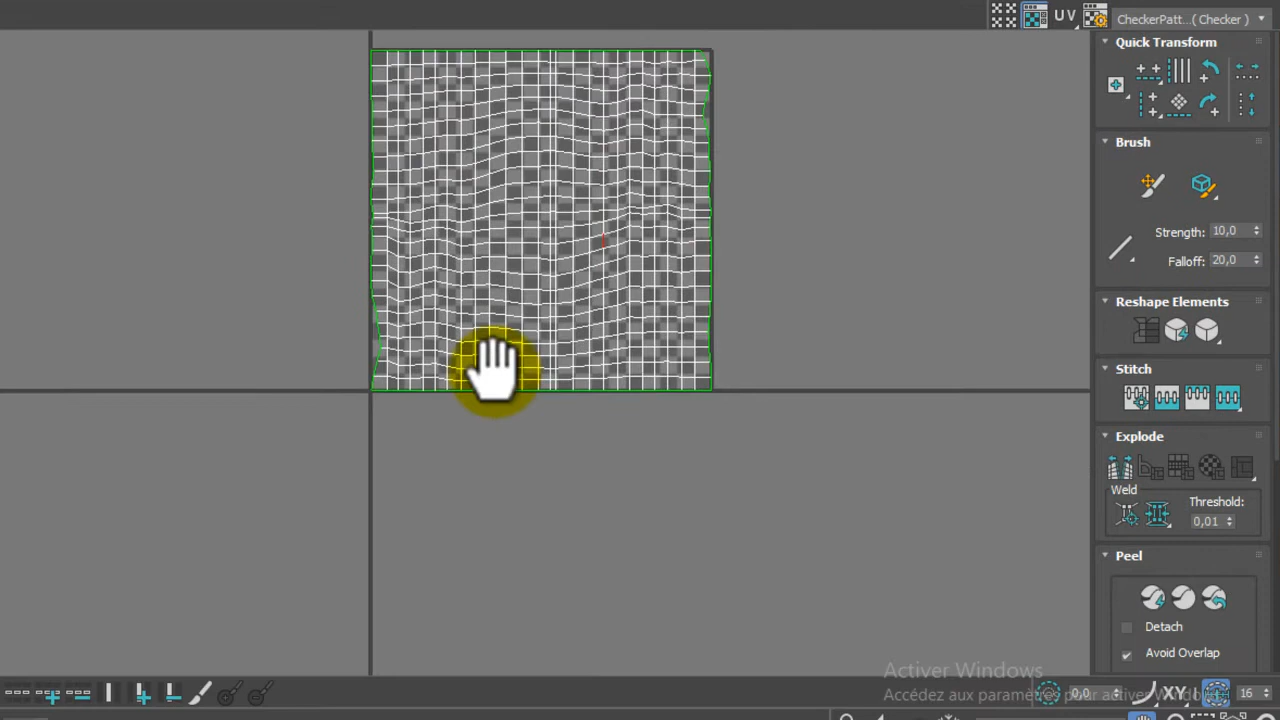 UV
CheckerPatt...( Checker )
Quick Transform
Brush
Strength: 10,0
Falloff: 20,0
Reshape Elements
Stitch
Explode
Weld
Threshold:
0,01
Peel
Detach
Avoid Overlap
Activer Windows
Accédez aux paramètres pour activer Windows
0,0
XY
16